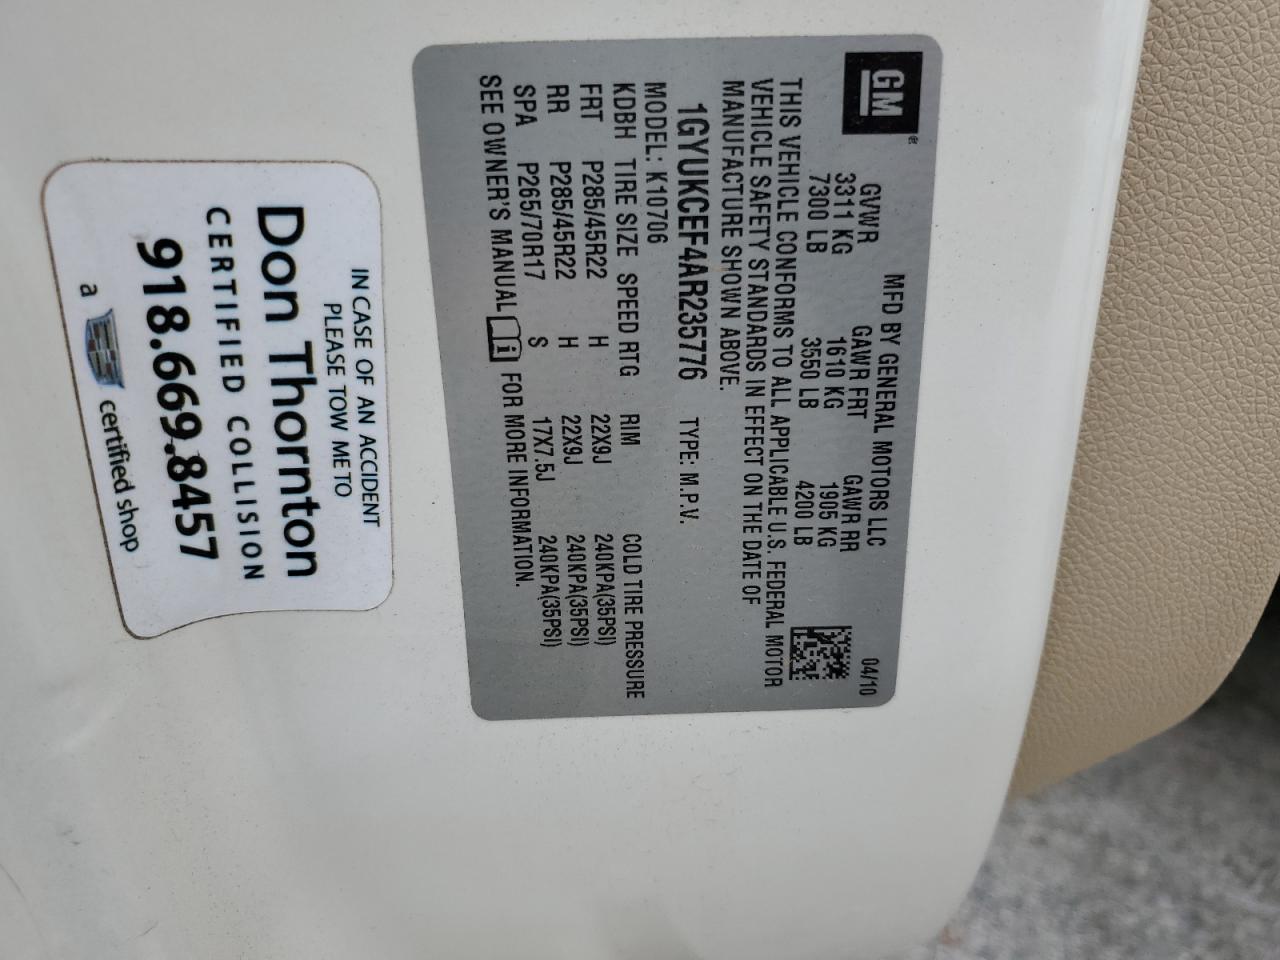 GM
MFD BY GENERAL MOTORS LLC 04/10
GVWR GAWR FRT GAWR RR
3311 KG 1610 KG 1905 KG
7300 LB 3550 LB 4200 LB
THIS VEHICLE CONFORMS TO ALL APPLICABLE U.S. FEDERAL MOTOR
VEHICLE SAFETY STANDARDS IN EFFECT ON THE DATE OF
MANUFACTURE SHOWN ABOVE.
1GYUKCEF4AR235776 TYPE: M.P.V.
MODEL: K10706
KDBH TIRE SIZE SPEED RTG RIM COLD TIRE PRESSURE
FRT P285/45R22 H 22X9J 240KPA(35PSI)
RR P285/45R22 H 22X9J 240KPA(35PSI)
SPA P265/70R17 S 17X7.5J 240KPA(35PSI)
SEE OWNER'S MANUAL i FOR MORE INFORMATION.
IN CASE OF AN ACCIDENT
PLEASE TOW ME TO
Don Thornton
CERTIFIED COLLISION
918.669.8457
a certified shop